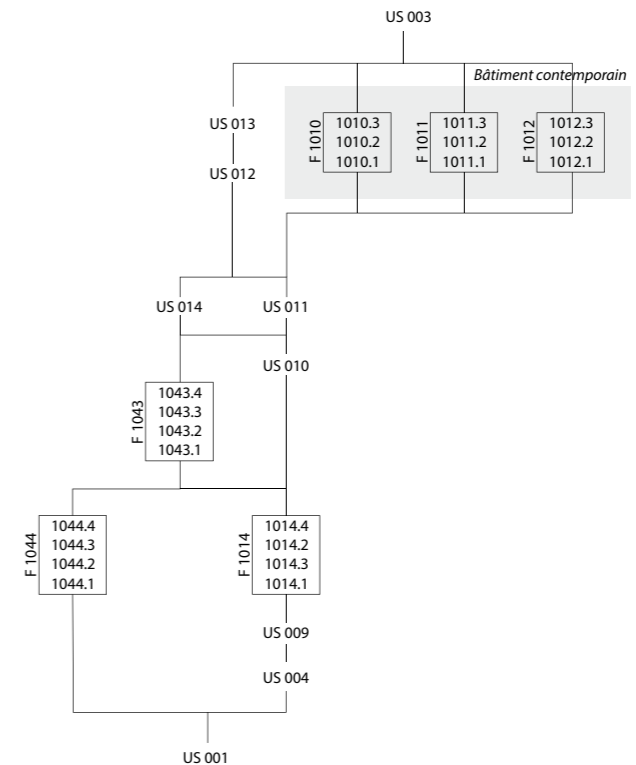 US 003
Bâtiment contemporain
US 013
F 1010
1010.3
1010.2
1010.1
F 1011
1011.3
1011.2
1011.1
F 1012
1012.3
1012.2
1012.1
US 012
US 014
US 011
US 010
F 1043
1043.4
1043.3
1043.2
1043.1
F 1044
1044.4
1044.3
1044.2
1044.1
F 1014
1014.4
1014.2
1014.3
1014.1
US 009
US 004
US 001